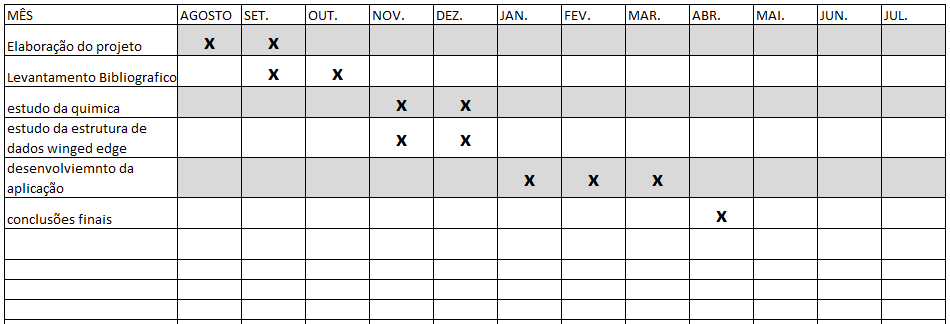 MÊS AGOSTO SET. OUT. NOV. DEZ. JAN. FEV. MAR. ABR. MAI. JUN. JUL.
Elaboração do projeto X X
Levantamento Bibliografico X X
estudo da quimica X X
estudo da estrutura de
dados winged edge X X
desenvolviemnto da
aplicação X X X
conclusões finais X